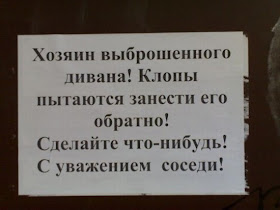 Хозяин выброшенного
дивана! Клопы
пытаются занести его
обратно!
Сделайте что-нибудь!
С уважением соседи!